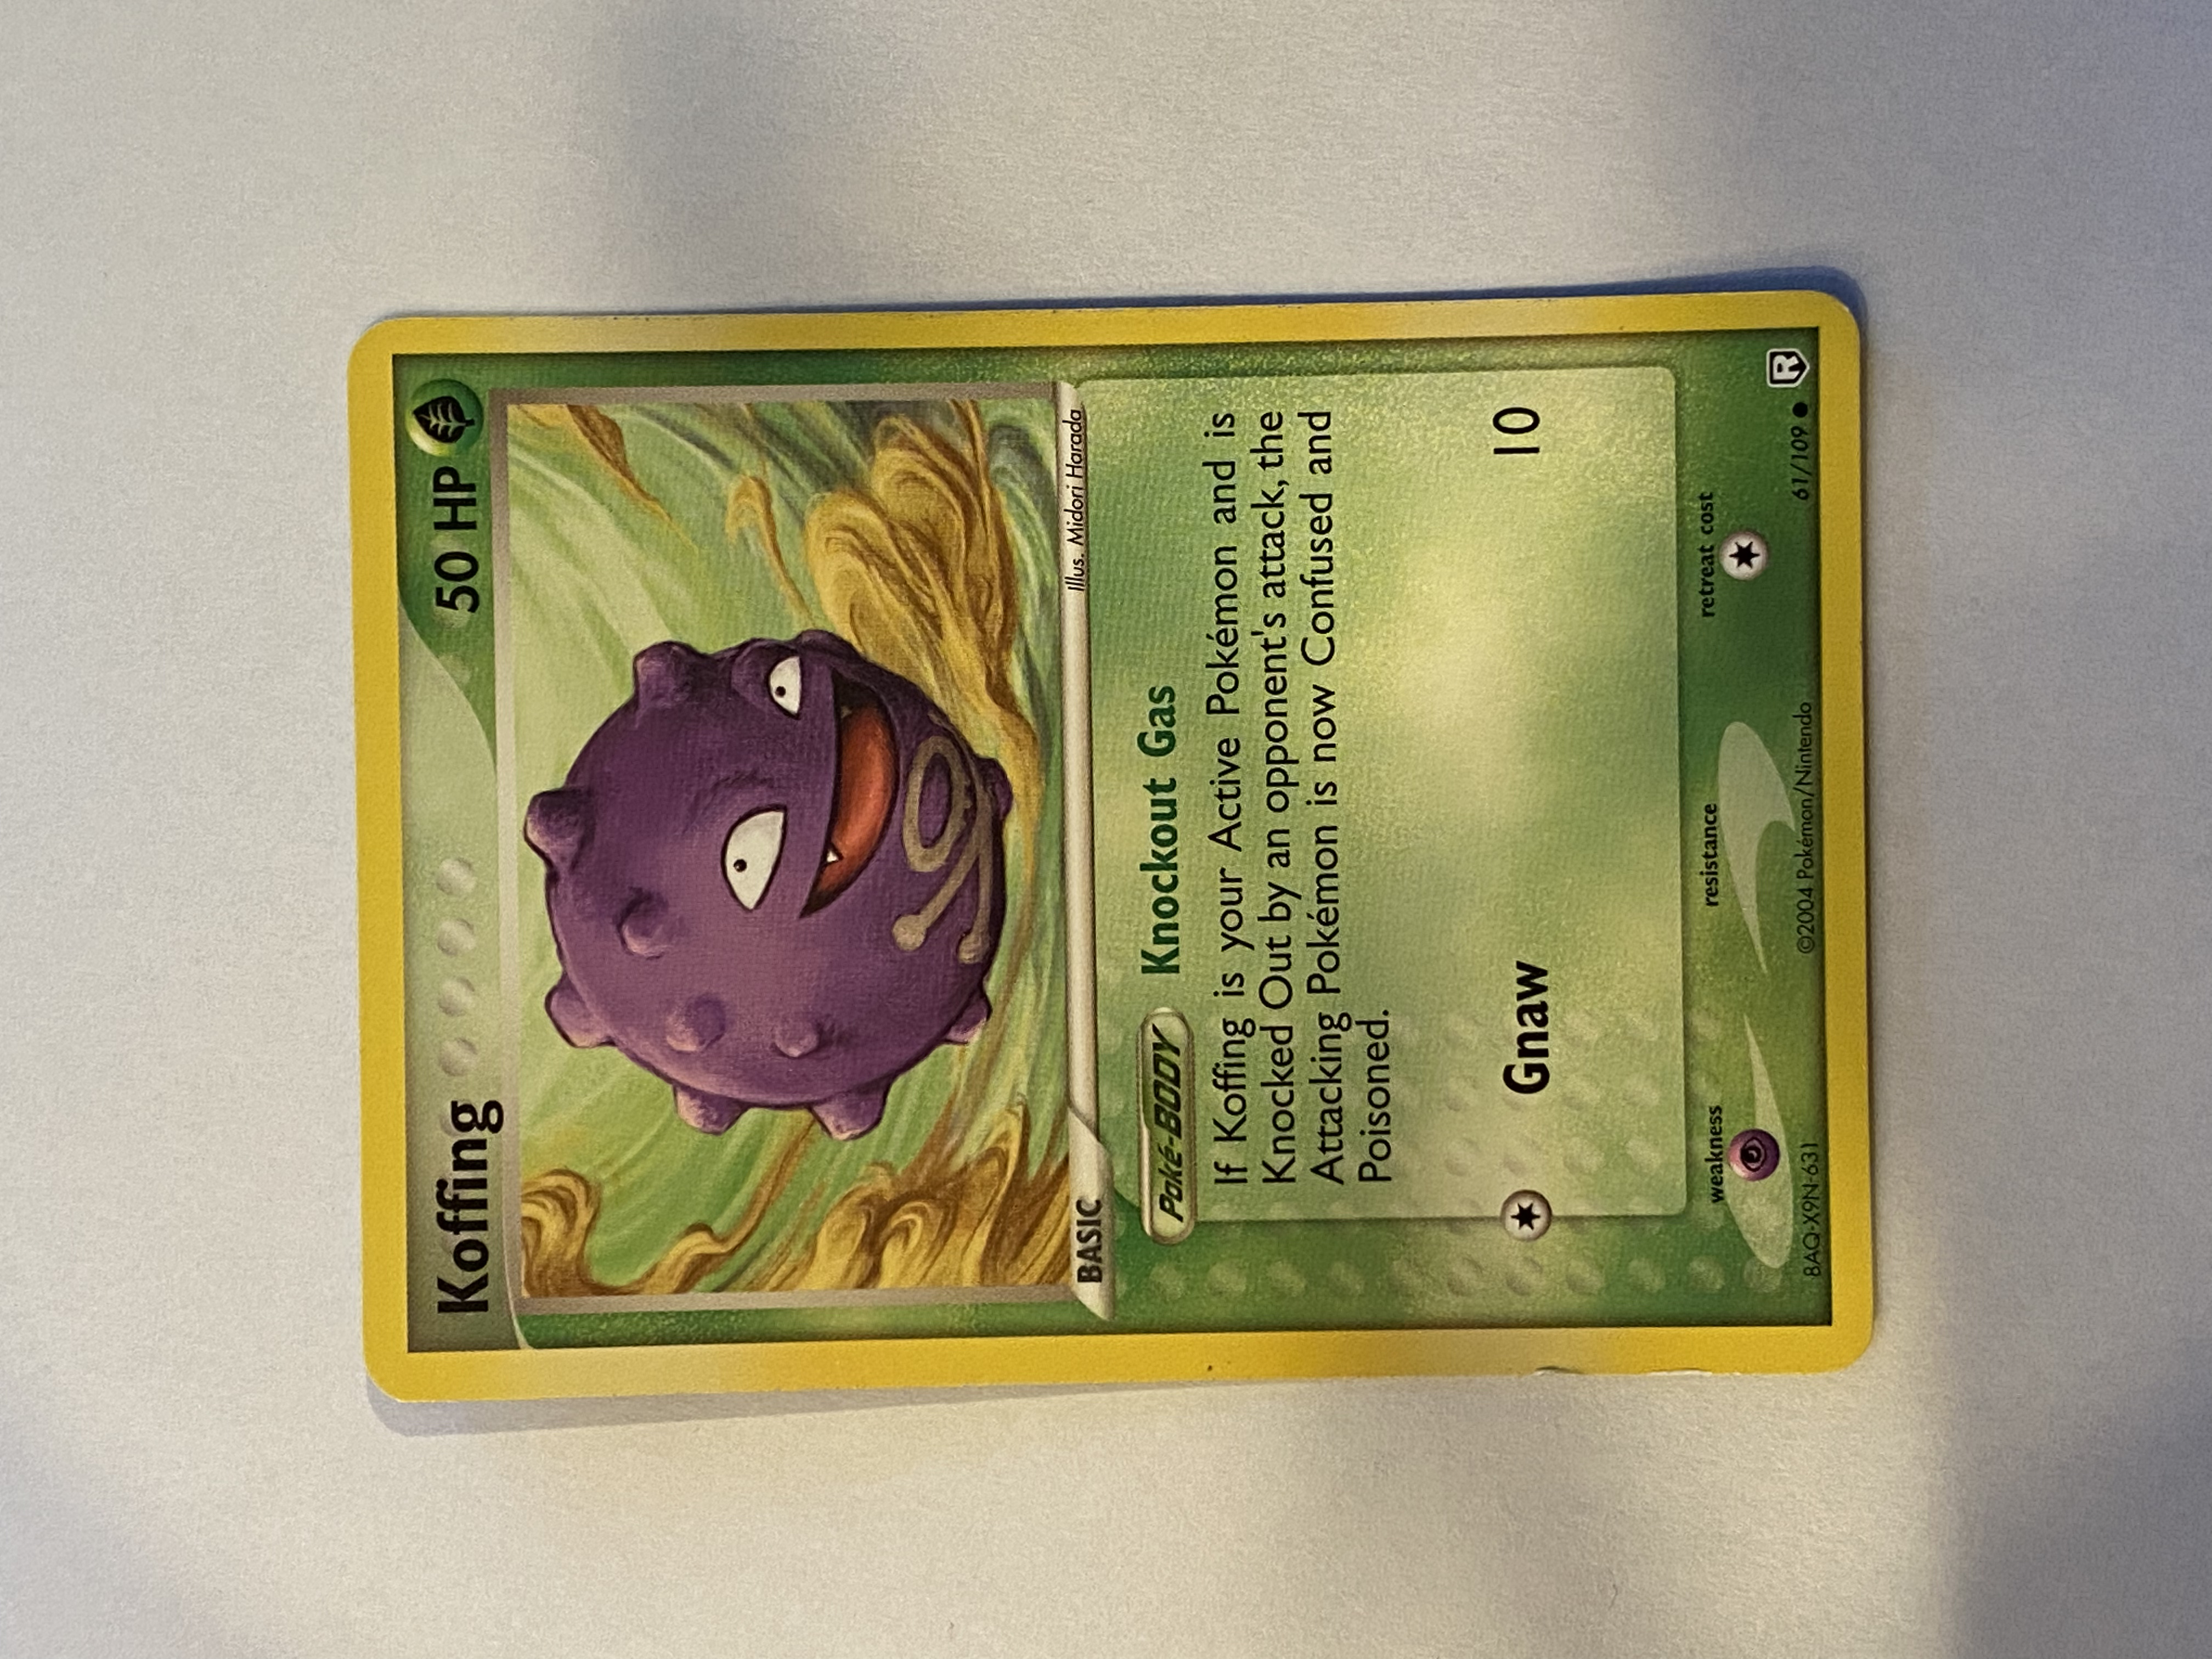 Koffing 50 HP
BASIC Illus. Midori Harada
Poké-BODY Knockout Gas
If Koffing is your Active Pokémon and is
Knocked Out by an opponent's attack, the
Attacking Pokémon is now Confused and
Poisoned.
Gnaw 10
weakness resistance retreat cost
8AQ-X9N-631 ©2004 Pokémon/Nintendo 61/109 ● R